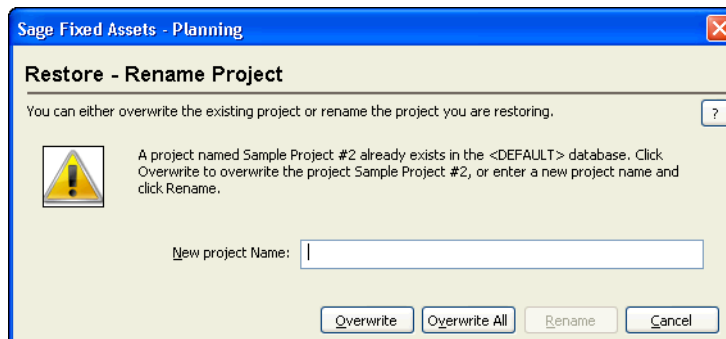 Sage Fixed Assets - Planning
Restore - Rename Project
You can either overwrite the existing project or rename the project you are restoring.
?
A project named Sample Project #2 already exists in the <DEFAULT> database. Click
Overwrite to overwrite the project Sample Project #2, or enter a new project name and
click Rename.
New project Name:
Overwrite Overwrite All Rename Cancel